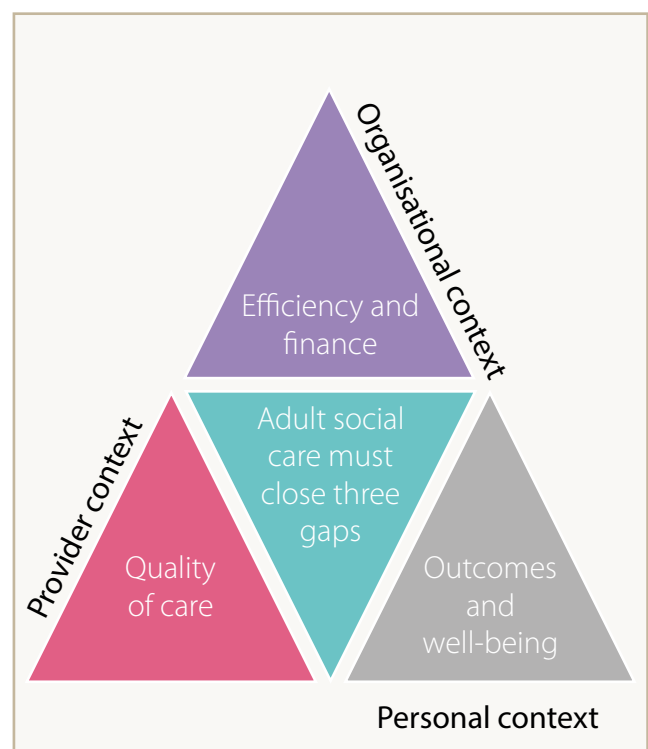 Organisational context
Efficiency and
finance
Provider context
Adult social
care must
close three
gaps
Quality
of care
Outcomes
and
well-being
Personal context